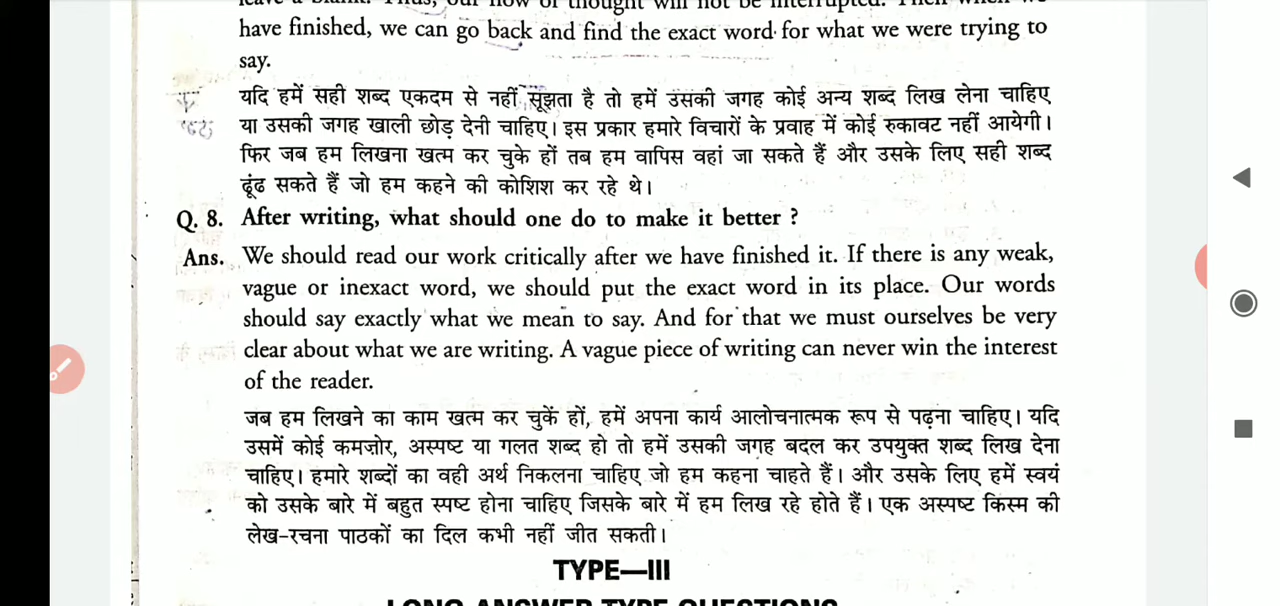 leave a blank. Thus, our flow of thought will not be interrupted. Then when we
have finished, we can go back and find the exact word for what we were trying to
say.
यदि हमें सही शब्द एकदम से नहीं सूझता है तो हमें उसकी जगह कोई अन्य शब्द लिख लेना चाहिए
या उसकी जगह खाली छोड़ देनी चाहिए। इस प्रकार हमारे विचारों के प्रवाह में कोई रुकावट नहीं आयेगी।
फिर जब हम लिखना खत्म कर चुके हों तब हम वापिस वहां जा सकते हैं और उसके लिए सही शब्द
ढूंढ सकते हैं जो हम कहने की कोशिश कर रहे थे।
Q. 8. After writing, what should one do to make it better ?
Ans. We should read our work critically after we have finished it. If there is any weak,
vague or inexact word, we should put the exact word in its place. Our words
should say exactly what we mean to say. And for that we must ourselves be very
clear about what we are writing. A vague piece of writing can never win the interest
of the reader.
जब हम लिखने का काम खत्म कर चुकें हों, हमें अपना कार्य आलोचनात्मक रूप से पढ़ना चाहिए। यदि
उसमें कोई कमज़ोर, अस्पष्ट या गलत शब्द हो तो हमें उसकी जगह बदल कर उपयुक्त शब्द लिख देना
चाहिए। हमारे शब्दों का वही अर्थ निकलना चाहिए जो हम कहना चाहते हैं। और उसके लिए हमें स्वयं
को उसके बारे में बहुत स्पष्ट होना चाहिए जिसके बारे में हम लिख रहे होते हैं। एक अस्पष्ट किस्म की
लेख-रचना पाठकों का दिल कभी नहीं जीत सकती।
TYPE—III
LONG ANSWER TYPE QUESTIONS